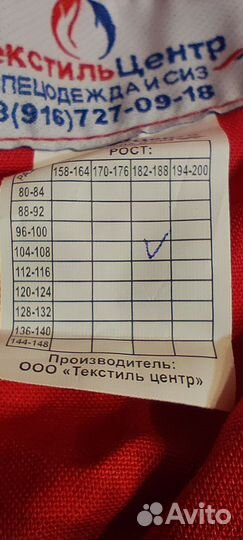 ТекстильЦентр
СПЕЦОДЕЖДА И СИЗ
8(916)727-09-18
РОСТ:
158-164 170-176 182-188 194-200
80-84
88-92
96-100
104-108
112-116
120-124
128-132
136-140
144-148
Производитель:
ООО «Текстиль центр»
Avito